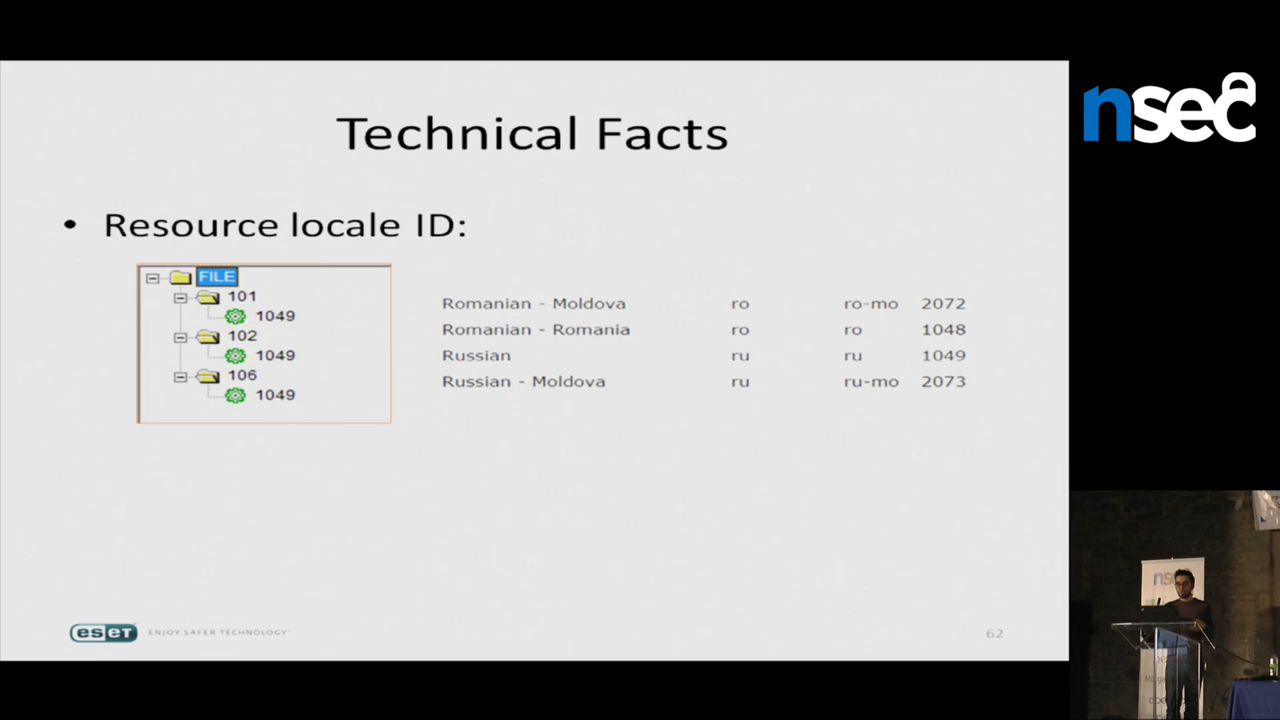 nsec
Technical Facts
• Resource locale ID:
FILE
101
1049
102
1049
106
1049
Romanian - Moldova ro ro-mo 2072
Romanian - Romania ro ro 1048
Russian ru ru 1049
Russian - Moldova ru ru-mo 2073
eseT ENJOY SAFER TECHNOLOGY™
62